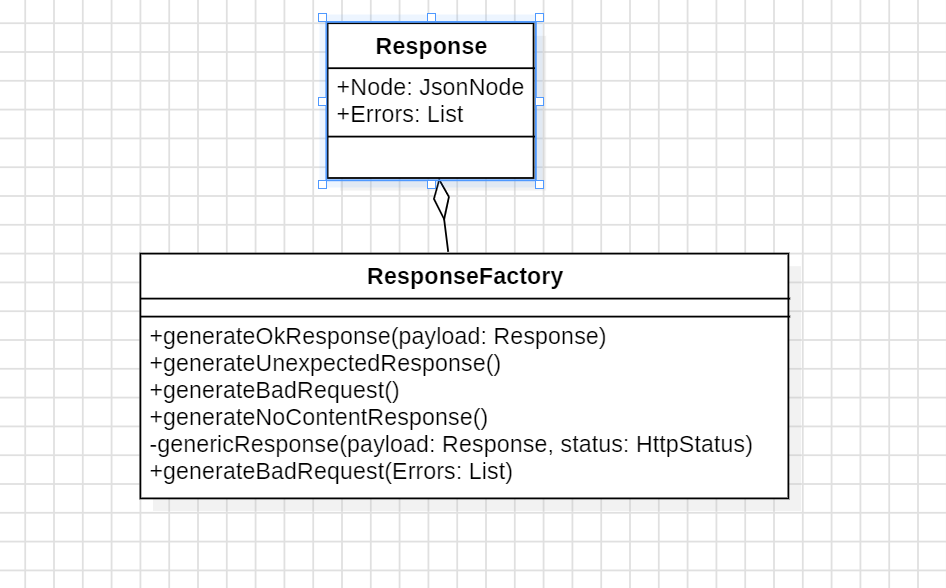 Response
+Node: JsonNode
+Errors: List
ResponseFactory
+generateOkResponse(payload: Response)
+generateUnexpectedResponse()
+generateBadRequest()
+generateNoContentResponse()
-genericResponse(payload: Response, status: HttpStatus)
+generateBadRequest(Errors: List)